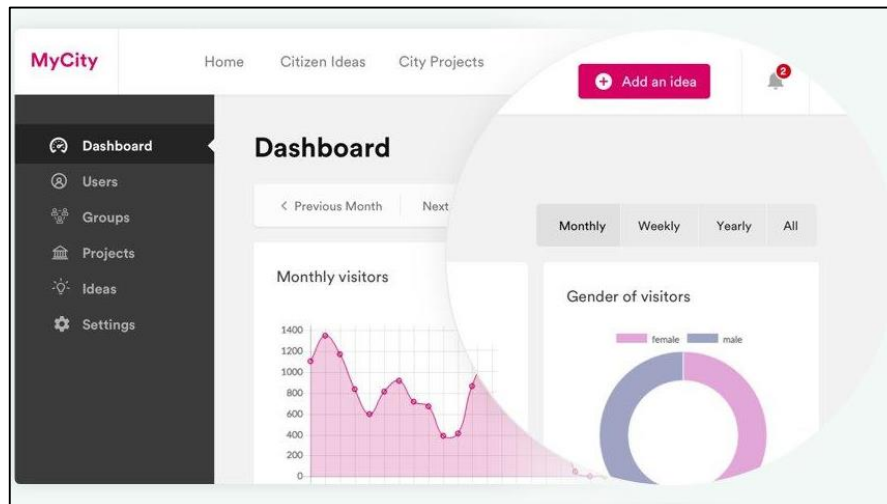 MyCity
Home Citizen Ideas City Projects
Add an idea
2
Dashboard
Users
Groups
Projects
Ideas
Settings
Dashboard
Previous Month Next
Monthly Weekly Yearly All
Monthly visitors
1400
1200
1000
800
600
400
200
0
Gender of visitors
female male